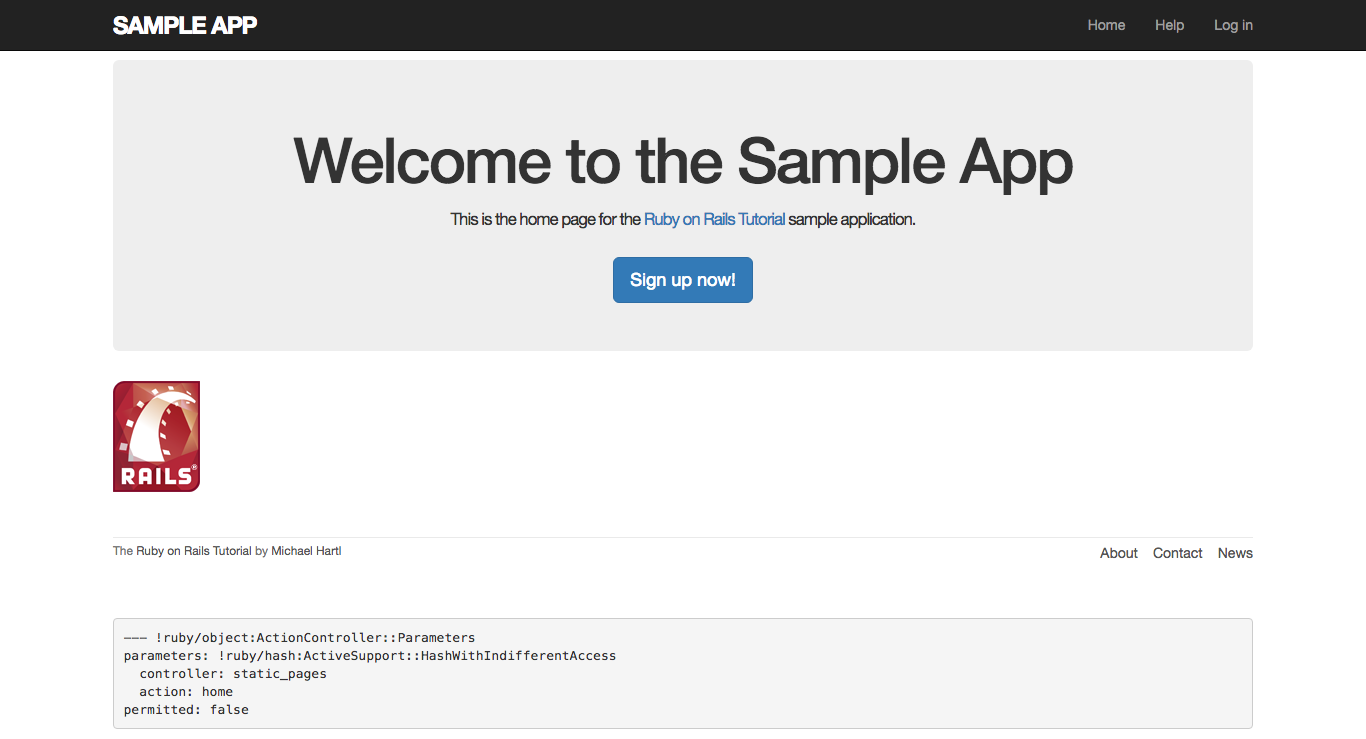 SAMPLE APP
Home Help Log in
Welcome to the Sample App
This is the home page for the Ruby on Rails Tutorial sample application.
Sign up now!
RAILS®
The Ruby on Rails Tutorial by Michael Hartl
About Contact News
--- !ruby/object:ActionController::Parameters
parameters: !ruby/hash:ActiveSupport::HashWithIndifferentAccess
  controller: static_pages
  action: home
permitted: false